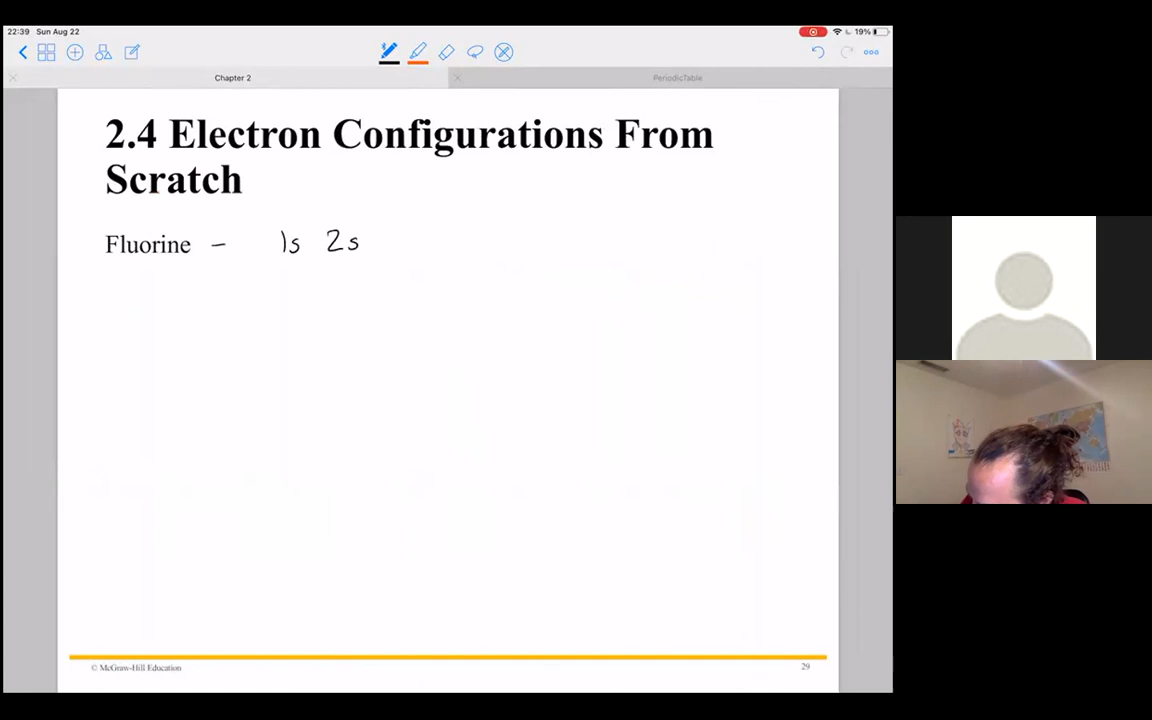 22:39 Sun Aug 22 19%
Chapter 2 PeriodicTable
2.4 Electron Configurations From
Scratch
Fluorine – 1s 2s
© McGraw-Hill Education 29